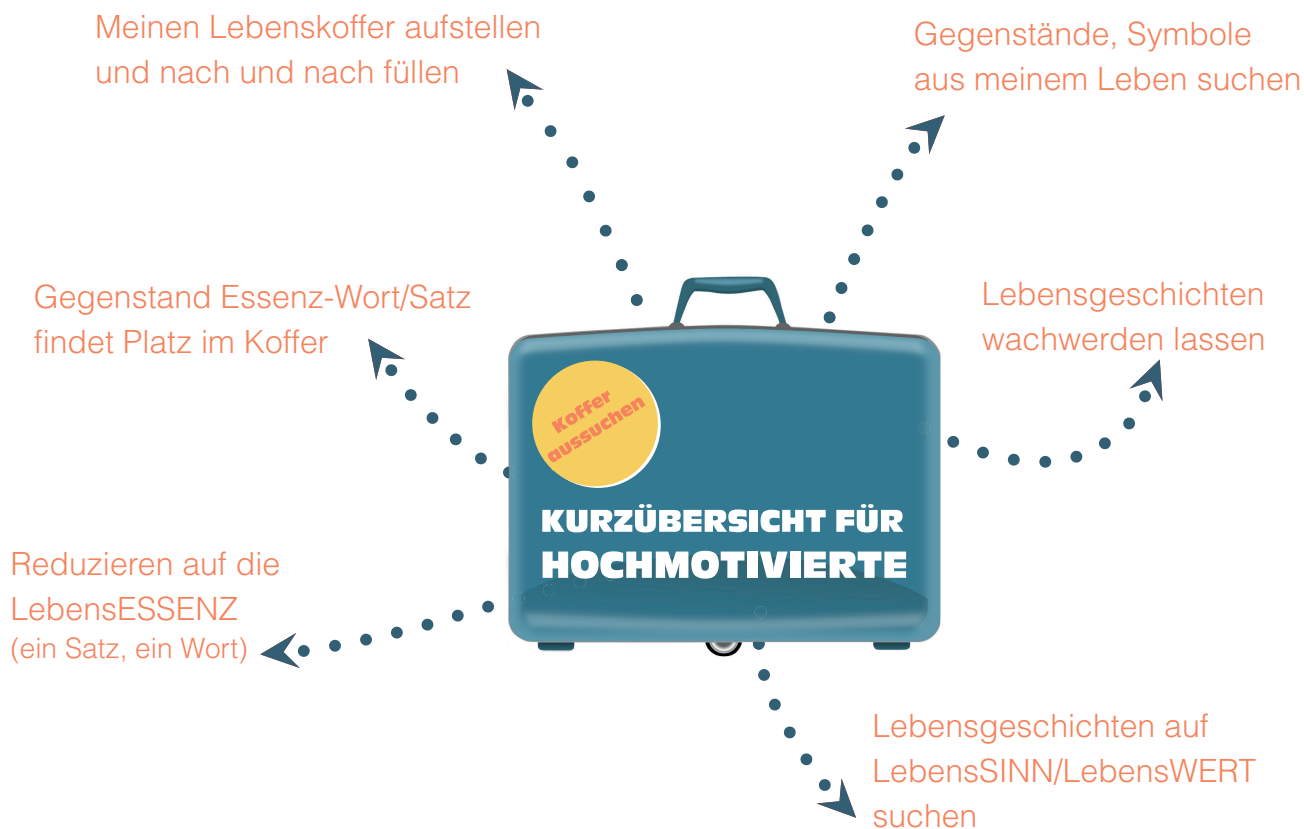 Meinen Lebenskoffer aufstellen
und nach und nach füllen
Gegenstände, Symbole
aus meinem Leben suchen
Gegenstand Essenz-Wort/Satz
findet Platz im Koffer
Lebensgeschichten
wachwerden lassen
Koffer
aussuchen
KURZÜBERSICHT FÜR
HOCHMOTIVIERTE
Reduzieren auf die
LebensESSENZ
(ein Satz, ein Wort)
Lebensgeschichten auf
LebensSINN/LebensWERT
suchen